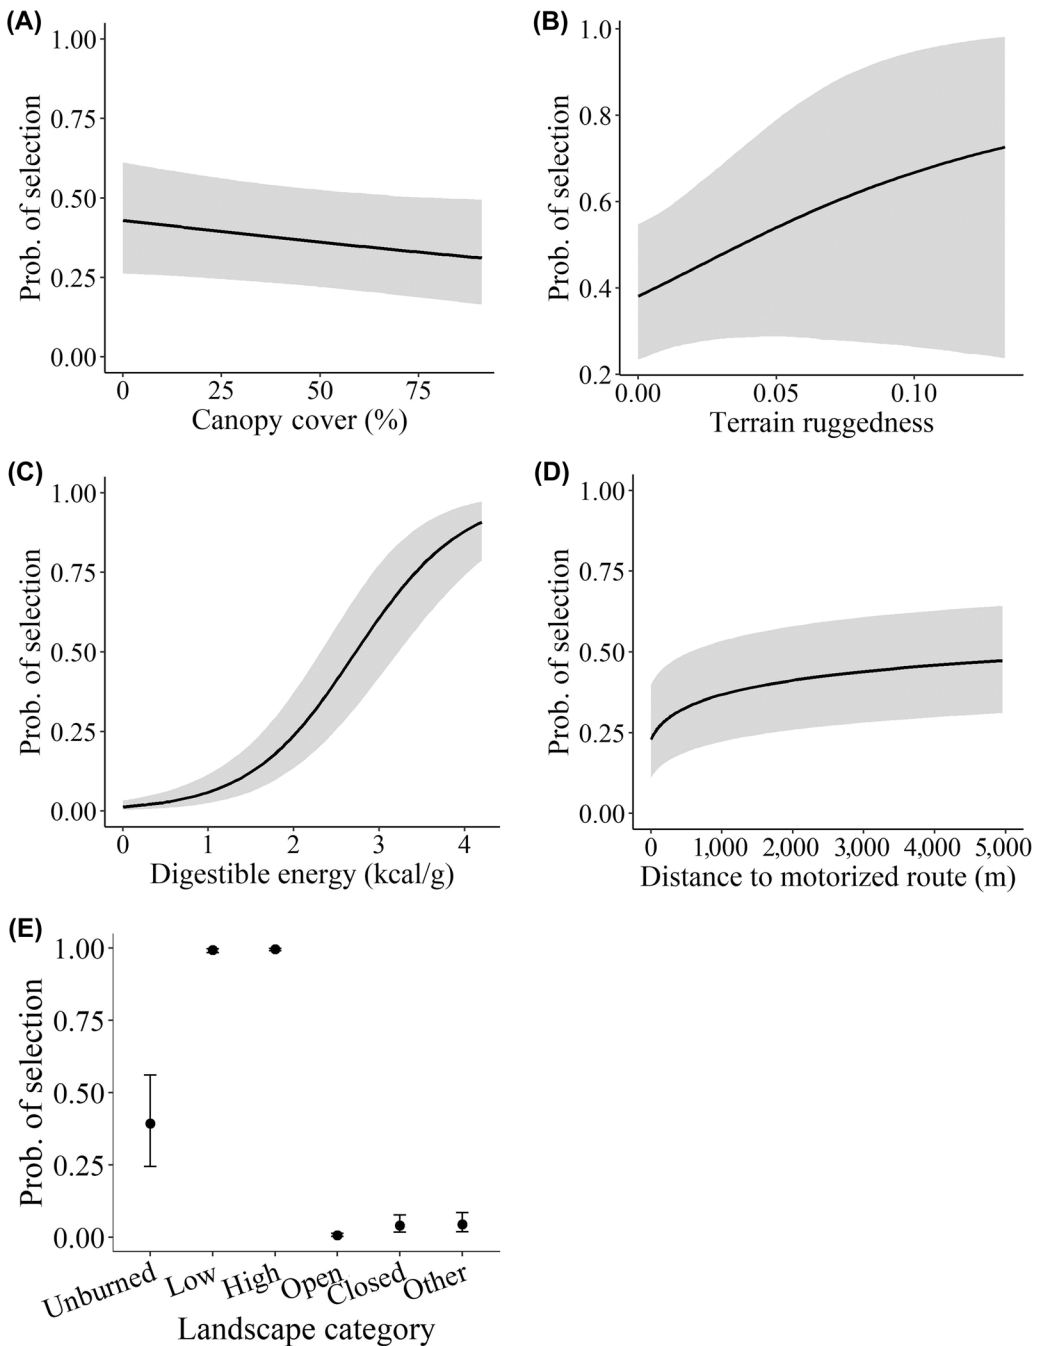 (A)
Prob. of selection
1.00
0.75
0.50
0.25
0.00
0 25 50 75
Canopy cover (%)
(B)
Prob. of selection
1.0
0.8
0.6
0.4
0.2
0.00 0.05 0.10
Terrain ruggedness
(C)
Prob. of selection
1.00
0.75
0.50
0.25
0.00
0 1 2 3 4
Digestible energy (kcal/g)
(D)
Prob. of selection
1.00
0.75
0.50
0.25
0.00
0 1,000 2,000 3,000 4,000 5,000
Distance to motorized route (m)
(E)
Prob. of selection
1.00
0.75
0.50
0.25
0.00
Unburned Low High Open Closed Other
Landscape category